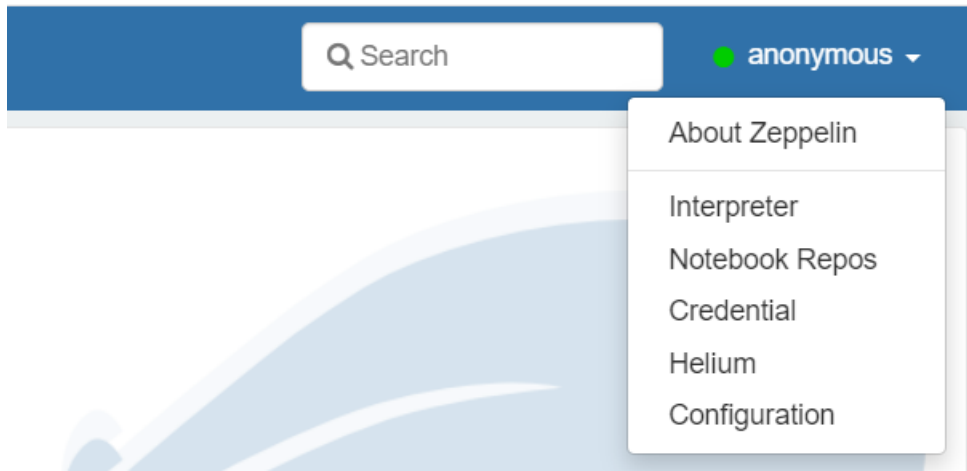 Search
anonymous
About Zeppelin
Interpreter
Notebook Repos
Credential
Helium
Configuration